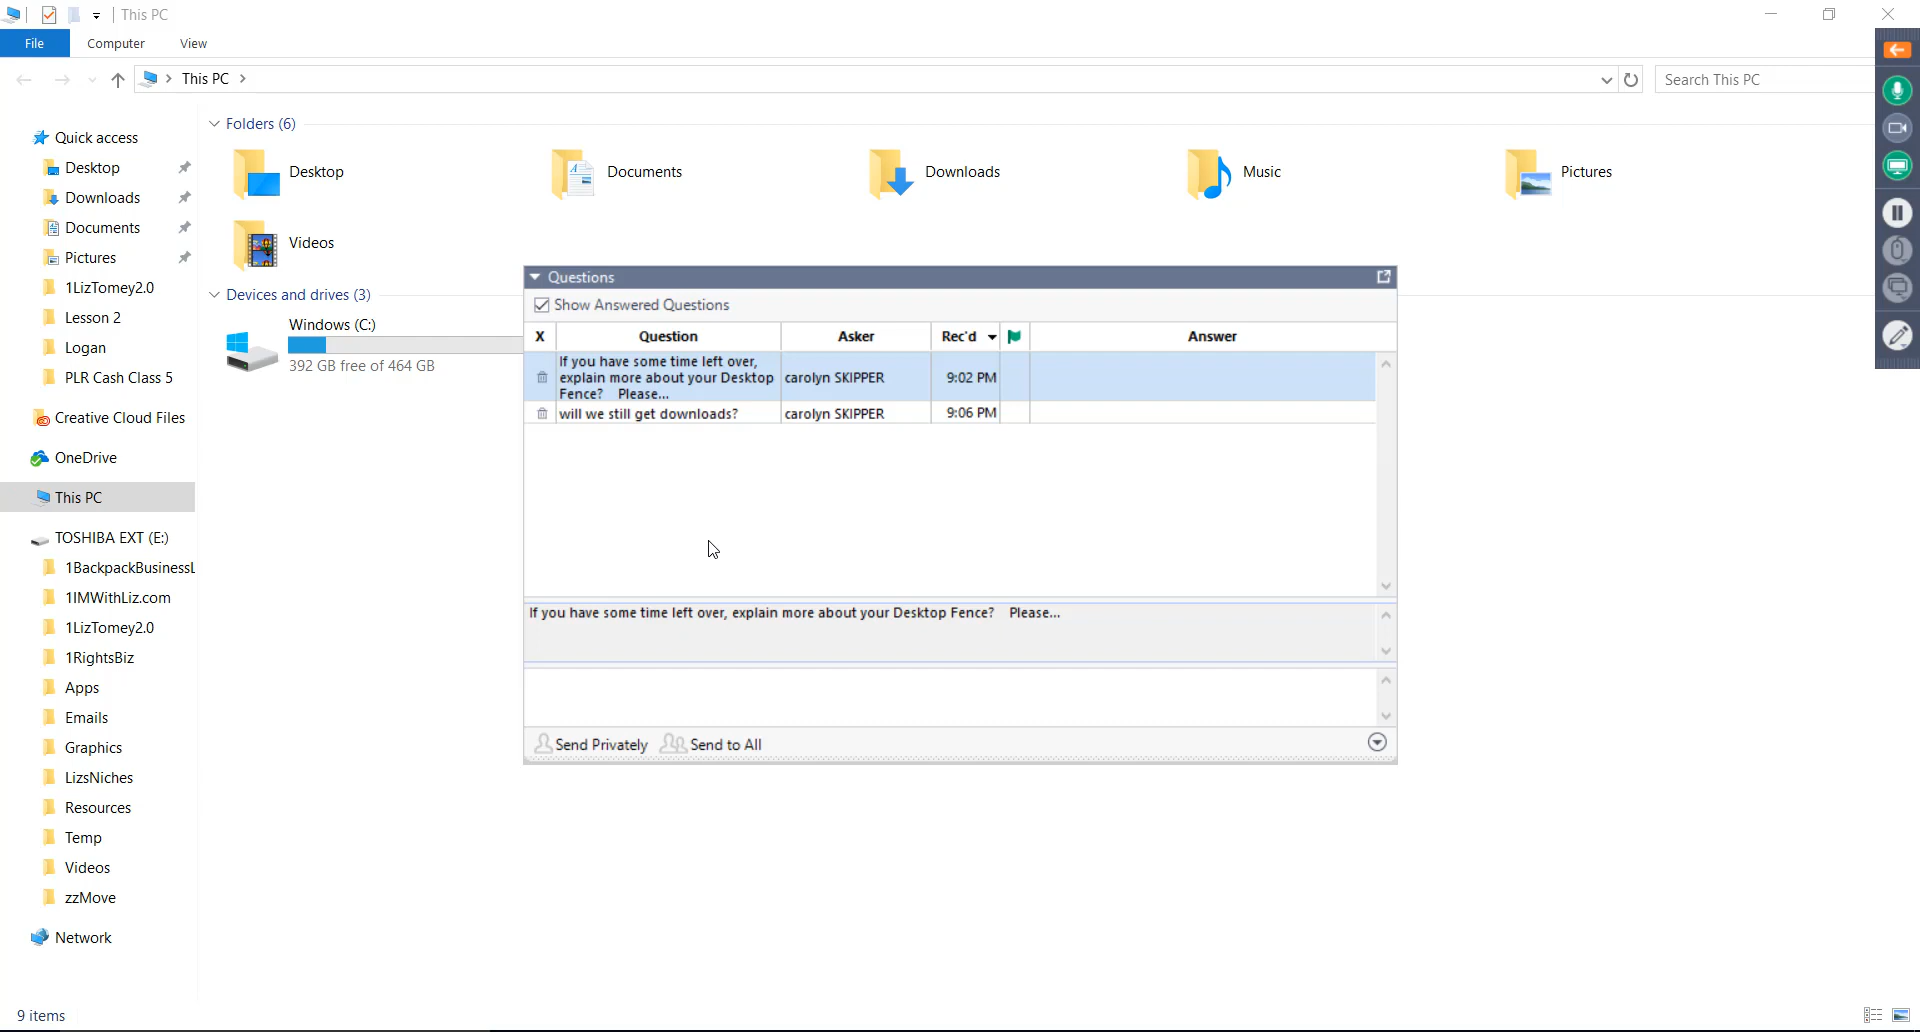 This PC
File
Computer
View
This PC
Search This PC
Quick access
Desktop
Downloads
Documents
Pictures
1LizTomey2.0
Lesson 2
Logan
PLR Cash Class 5
Creative Cloud Files
OneDrive
This PC
TOSHIBA EXT (E:)
1BackpackBusinessL
1IMWithLiz.com
1LizTomey2.0
1RightsBiz
Apps
Emails
Graphics
LizsNiches
Resources
Temp
Videos
zzMove
Network
Folders (6)
Desktop
Documents
Downloads
Music
Pictures
Videos
Devices and drives (3)
Windows (C:)
392 GB free of 464 GB
Questions
Show Answered Questions
X Question Asker Rec'd Answer
If you have some time left over,
explain more about your Desktop
Fence? Please...
carolyn SKIPPER
9:02 PM
will we still get downloads?
carolyn SKIPPER
9:06 PM
If you have some time left over, explain more about your Desktop Fence? Please...
Send Privately
Send to All
9 items